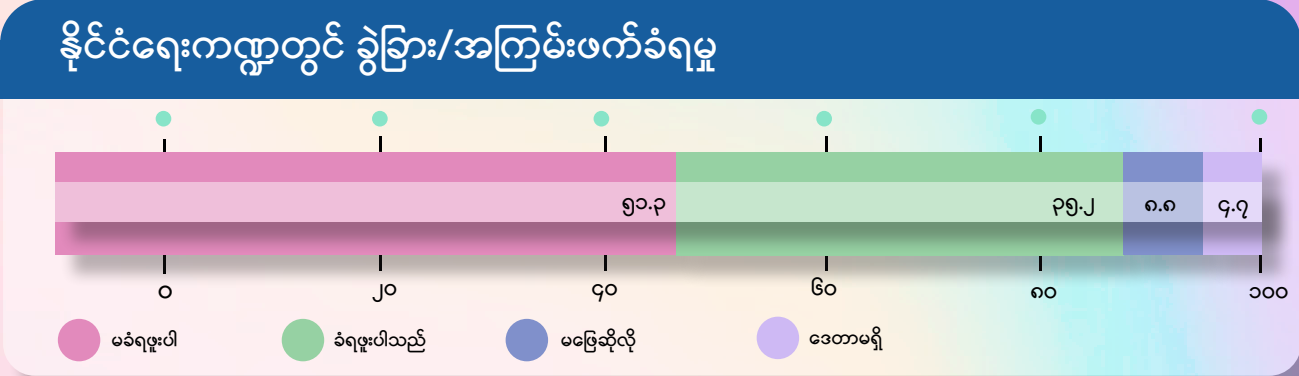 နိုင်ငံရေးကဏ္ဍတွင် ခွဲခြား/အကြမ်းဖက်ခံရမှု
၅၁.၃ ၃၅.၂ ၈.၈ ၄.၇
၀ ၂၀ ၄၀ ၆၀ ၈၀ ၁၀၀
မခံရဖူးပါ ခံရဖူးပါသည် မဖြေဆိုလို ဒေတာမရှိ